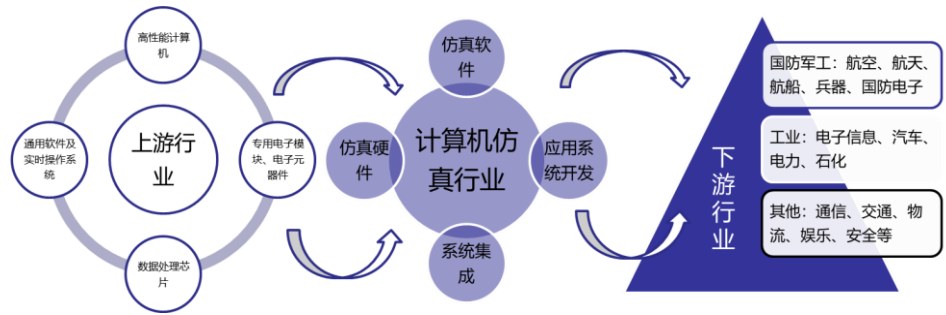 高性能计算
机
通用软件及
实时操作系
统
上游行
业
专用电子模
块、电子元
器件
数据处理芯
片
仿真软
件
仿真硬
件
计算机仿
真行业
应用系
统开发
系统集
成
下游行业
国防军工：航空、航天、
航船、兵器、国防电子
工业：电子信息、汽车、
电力、石化
其他：通信、交通、物
流、娱乐、安全等